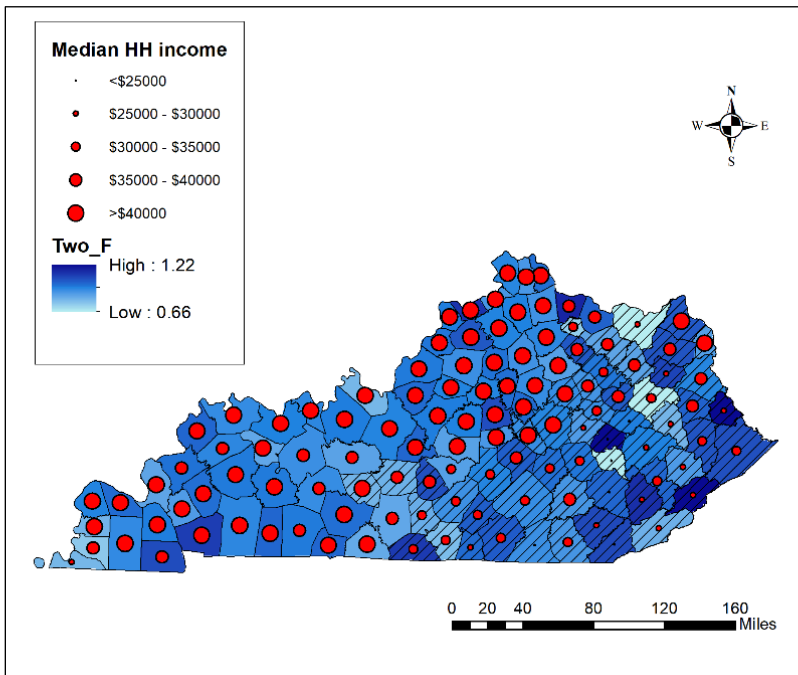 Median HH income
<$25000
$25000 - $30000
$30000 - $35000
$35000 - $40000
>$40000
Two_F
High : 1.22
Low : 0.66
N
W E
S
0 20 40 80 120 160
Miles